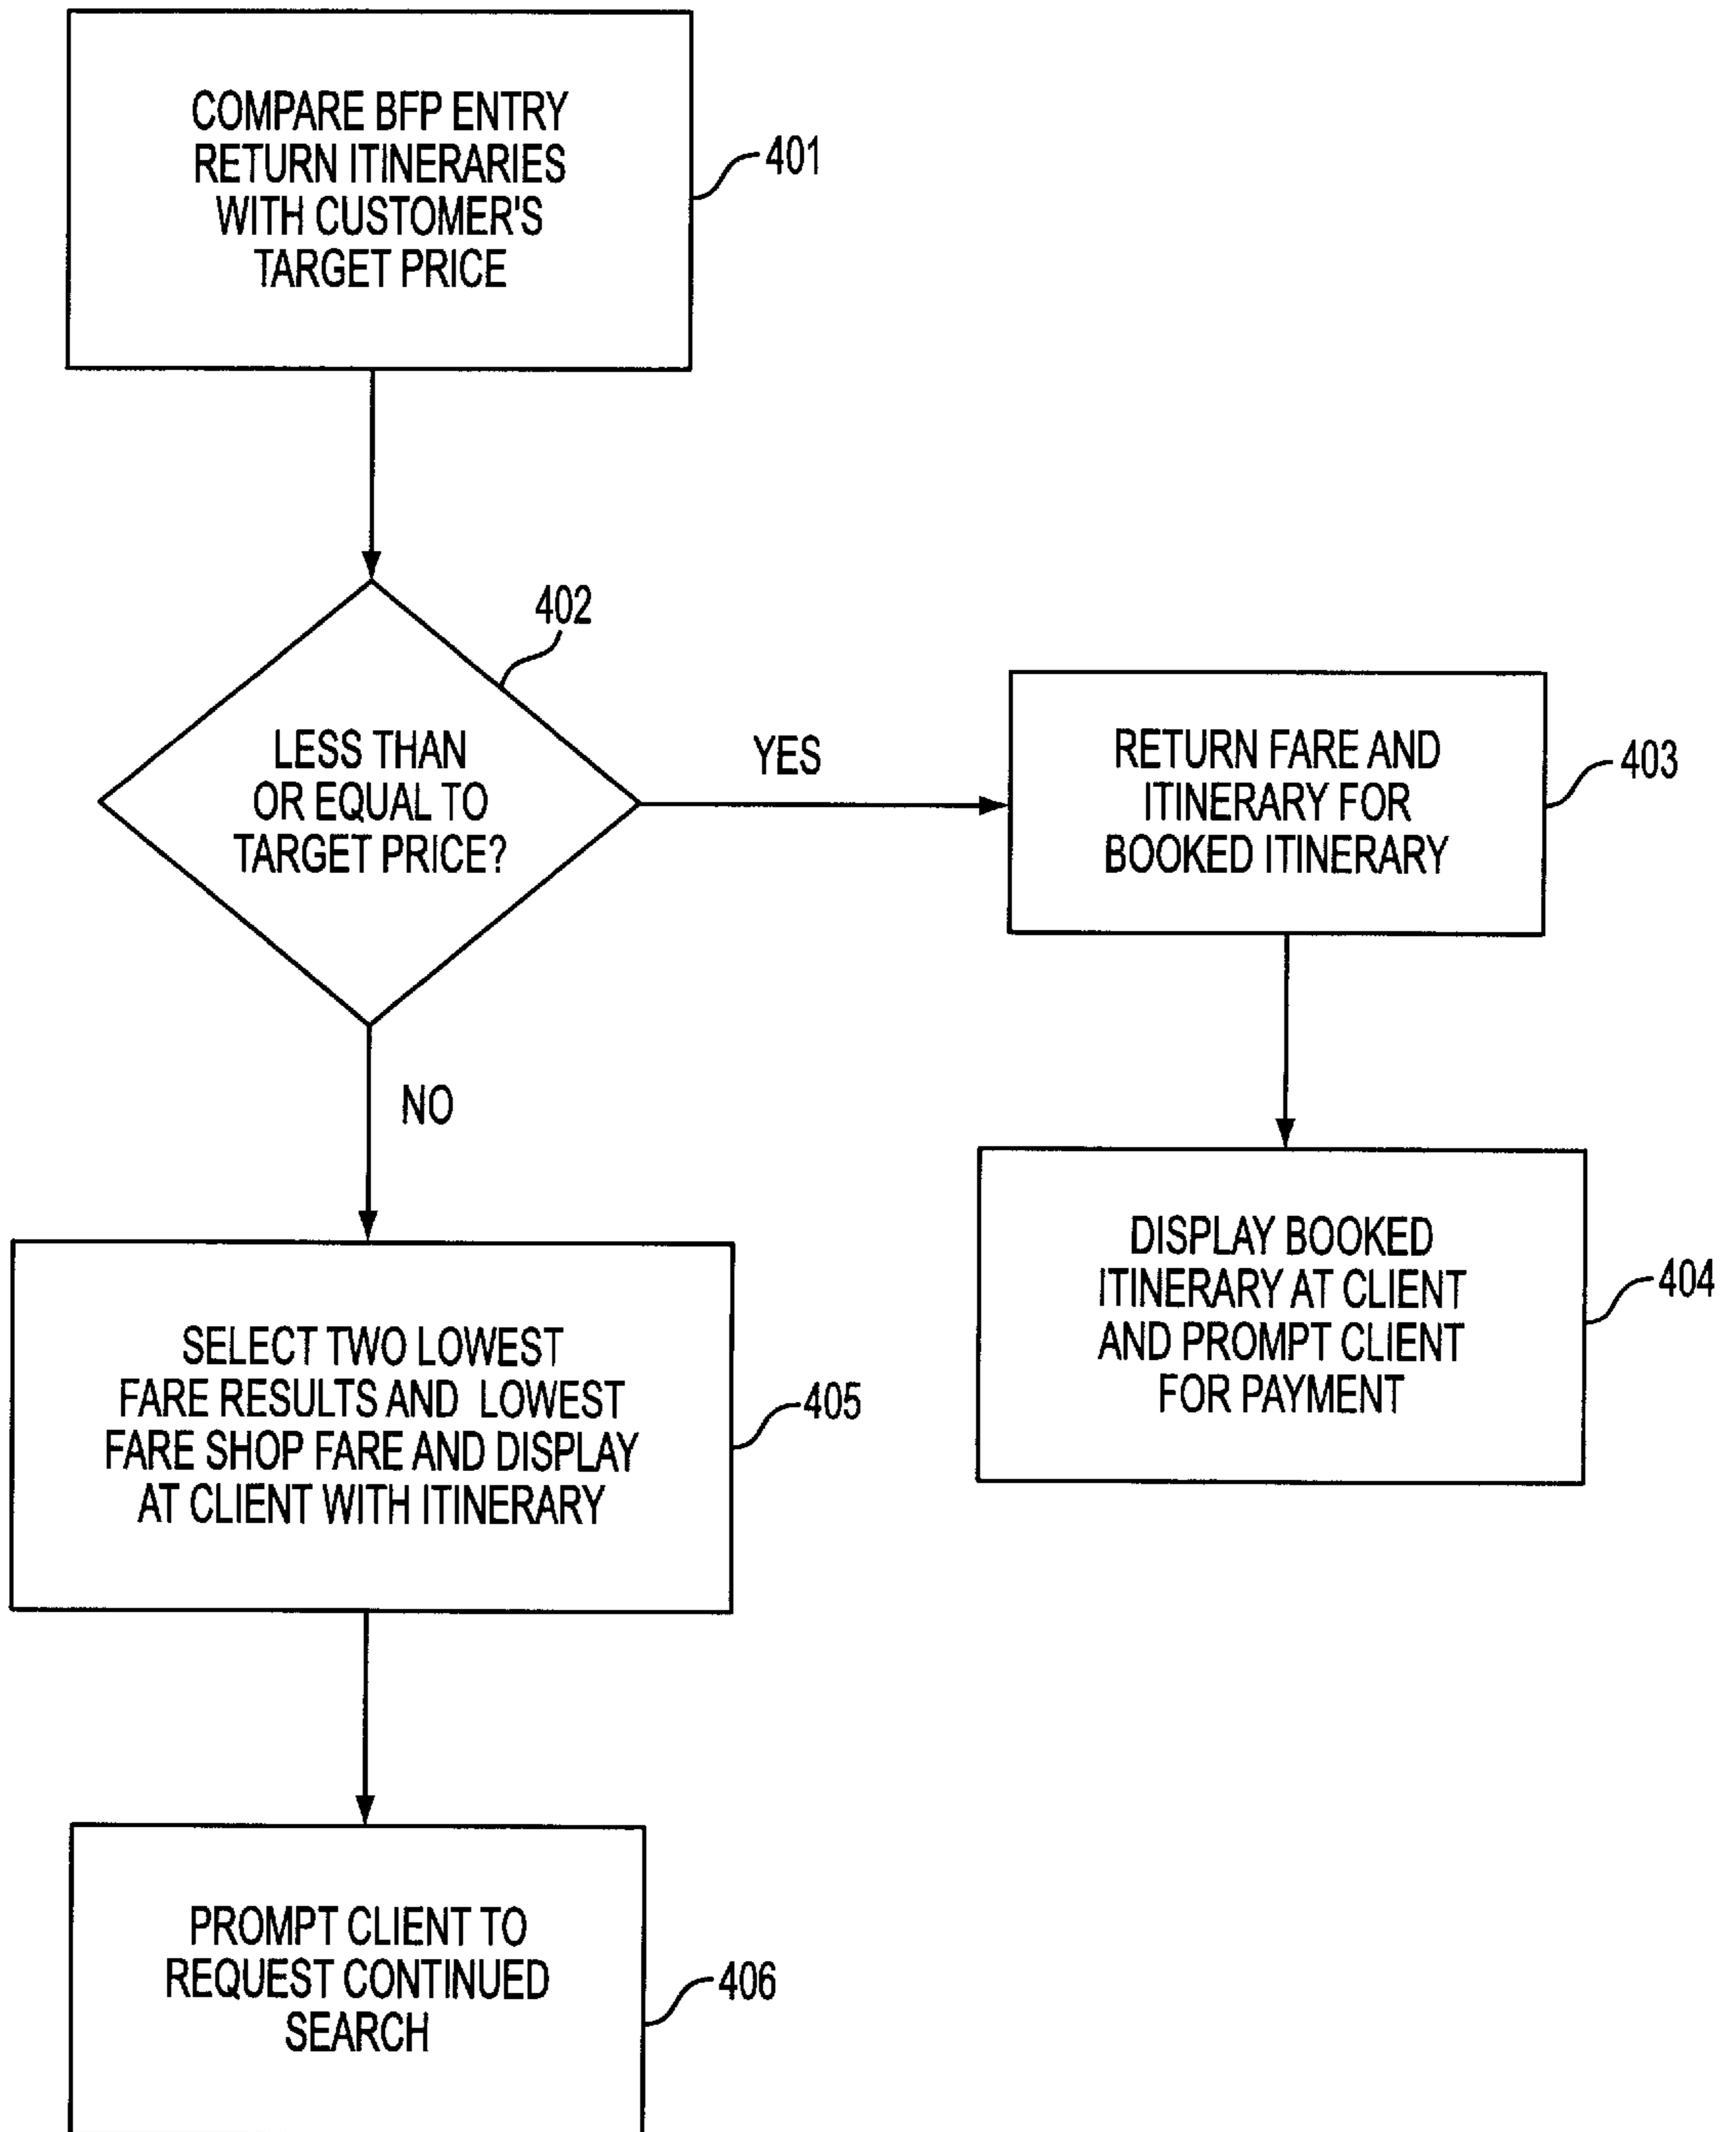 COMPARE BFP ENTRY
RETURN ITINERARIES
WITH CUSTOMER'S
TARGET PRICE
401
402
LESS THAN
OR EQUAL TO
TARGET PRICE?
YES
RETURN FARE AND
ITINERARY FOR
BOOKED ITINERARY
403
NO
DISPLAY BOOKED
ITINERARY AT CLIENT
AND PROMPT CLIENT
FOR PAYMENT
404
SELECT TWO LOWEST
FARE RESULTS AND LOWEST
FARE SHOP FARE AND DISPLAY
AT CLIENT WITH ITINERARY
405
PROMPT CLIENT TO
REQUEST CONTINUED
SEARCH
406